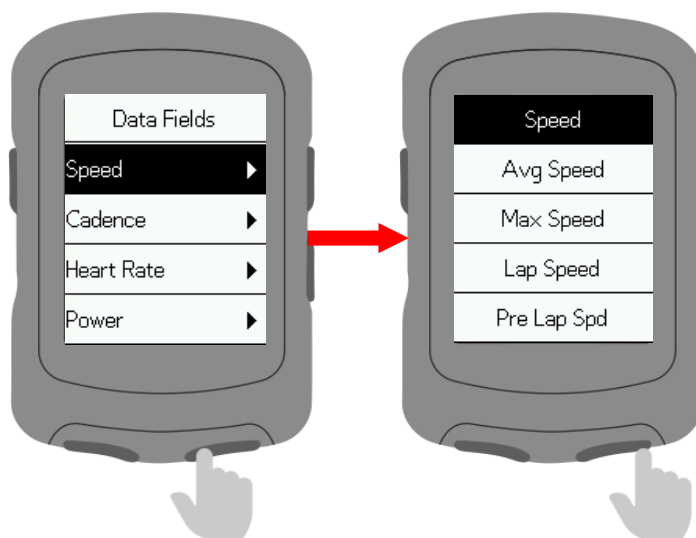 Data Fields
Speed
Cadence
Heart Rate
Power
Speed
Avg Speed
Max Speed
Lap Speed
Pre Lap Spd